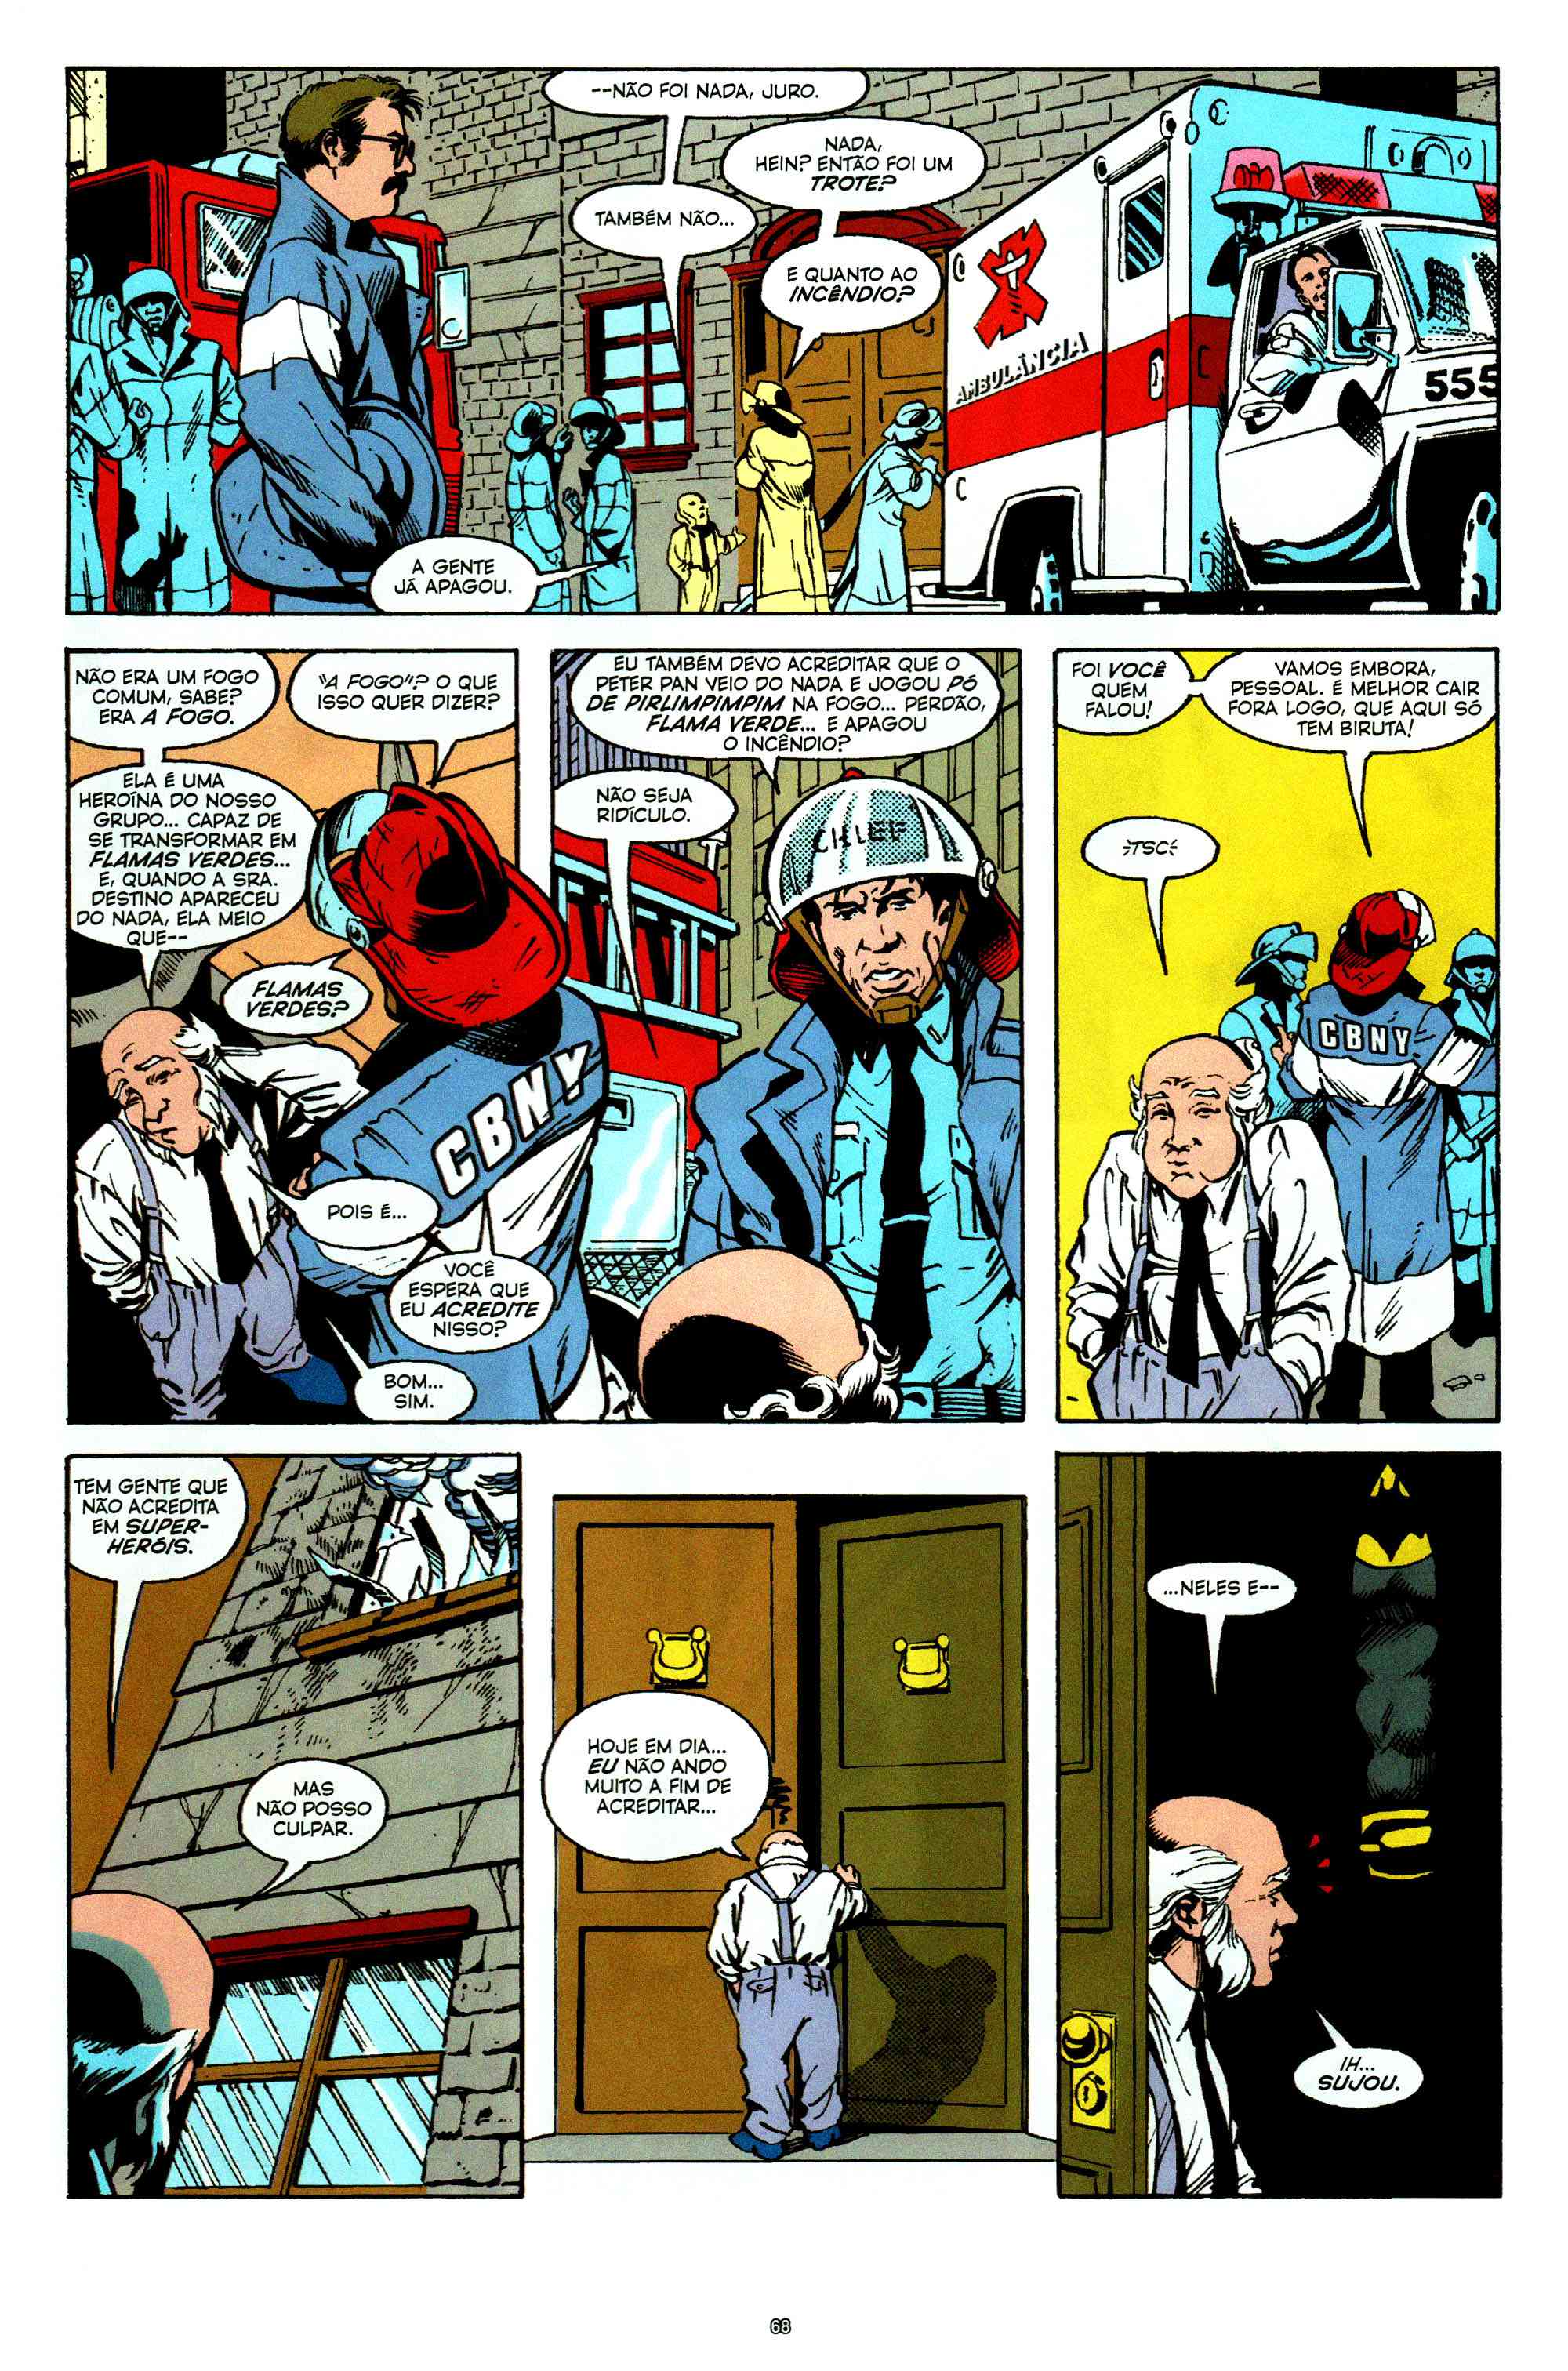 --NÃO FOI NADA, JURO.
NADA,
HEIN? ENTÃO FOI UM
TROTE?
TAMBÉM NÃO...
E QUANTO AO
INCÊNDIO?
A GENTE
JÁ APAGOU.
AMBULÂNCIA
555
NÃO ERA UM FOGO
COMUM, SABE?
ERA A FOGO.
"A FOGO"? O QUE
ISSO QUER DIZER?
ELA É UMA
HEROÍNA DO NOSSO
GRUPO... CAPAZ DE
SE TRANSFORMAR EM
FLAMAS VERDES...
E, QUANDO A SRA.
DESTINO APARECEU
DO NADA, ELA MEIO
QUE--
FLAMAS
VERDES?
CBNY
POIS É...
VOCÊ
ESPERA QUE
EU ACREDITE
NISSO?
BOM...
SIM.
EU TAMBÉM DEVO ACREDITAR QUE O
PETER PAN VEIO DO NADA E JOGOU PÓ
DE PIRLIMPIMPIM NA FOGO... PERDÃO,
FLAMA VERDE... E APAGOU
O INCÊNDIO?
NÃO SEJA
RIDÍCULO.
CHIEF
FOI VOCÊ
QUEM
FALOU!
VAMOS EMBORA,
PESSOAL. É MELHOR CAIR
FORA LOGO, QUE AQUI SÓ
TEM BIRUTA!
TSC
CBNY
TEM GENTE QUE
NÃO ACREDITA
EM SUPER-
HERÓIS.
MAS
NÃO POSSO
CULPAR.
HOJE EM DIA...
EU NÃO ANDO
MUITO A FIM DE
ACREDITAR...
...NELES E--
IH...
SUJOU.
68